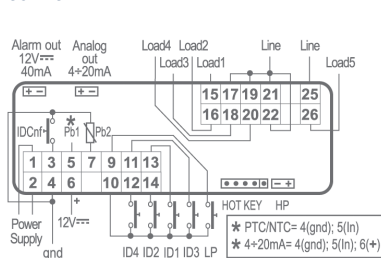 Alarm out 12V 40mA
Analog out 4÷20mA
Load4 Load2
Load3 Load1
Line
Line
Load5
+ -
+ -
15 17 19 21 25
16 18 20 22 26
IDCnf
* Pb1
Pb2
1 3 5 7 9 11 13
2 4 6 10 12 14
HOT KEY
- +
HP
+
Power Supply
gnd
12V
ID4 ID2 ID1 ID3 LP
* PTC/NTC= 4(gnd); 5(In)
* 4÷20mA= 4(gnd); 5(In); 6(+)